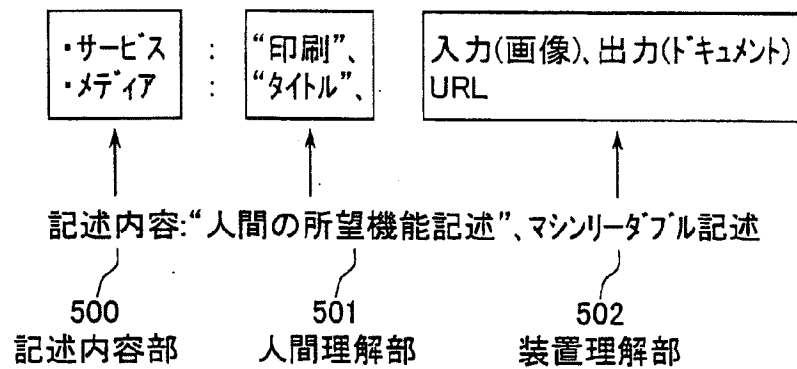 ・サービス : “印刷”、 入力(画像)、出力(ドキュメント)
・メディア : “タイトル”、 URL
記述内容:“人間の所望機能記述”、マシンリーダブル記述
500 501 502
記述内容部 人間理解部 装置理解部